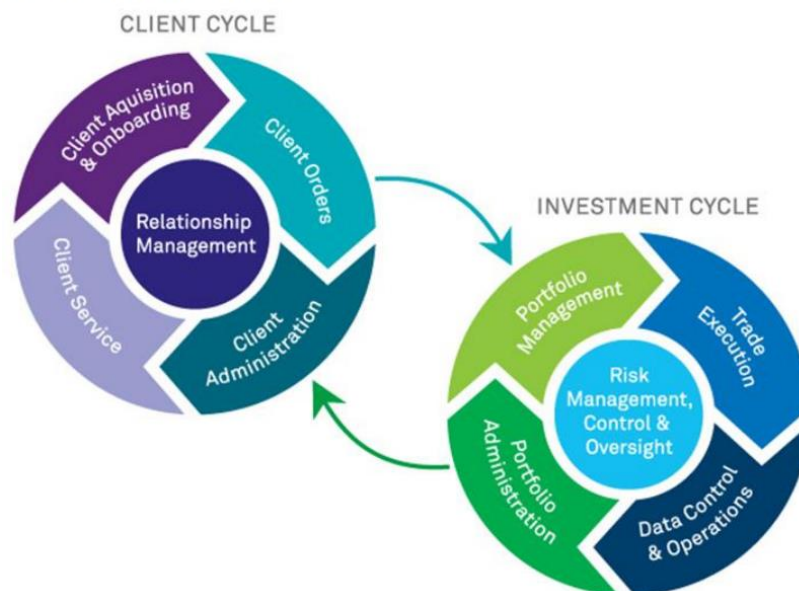 CLIENT CYCLE
Client Aquisition
& Onboarding
Client Orders
Relationship
Management
Client Service
Client
Administration
INVESTMENT CYCLE
Portfolio
Management
Trade
Execution
Risk
Management,
Control &
Oversight
Portfolio
Administration
Data Control
& Operations